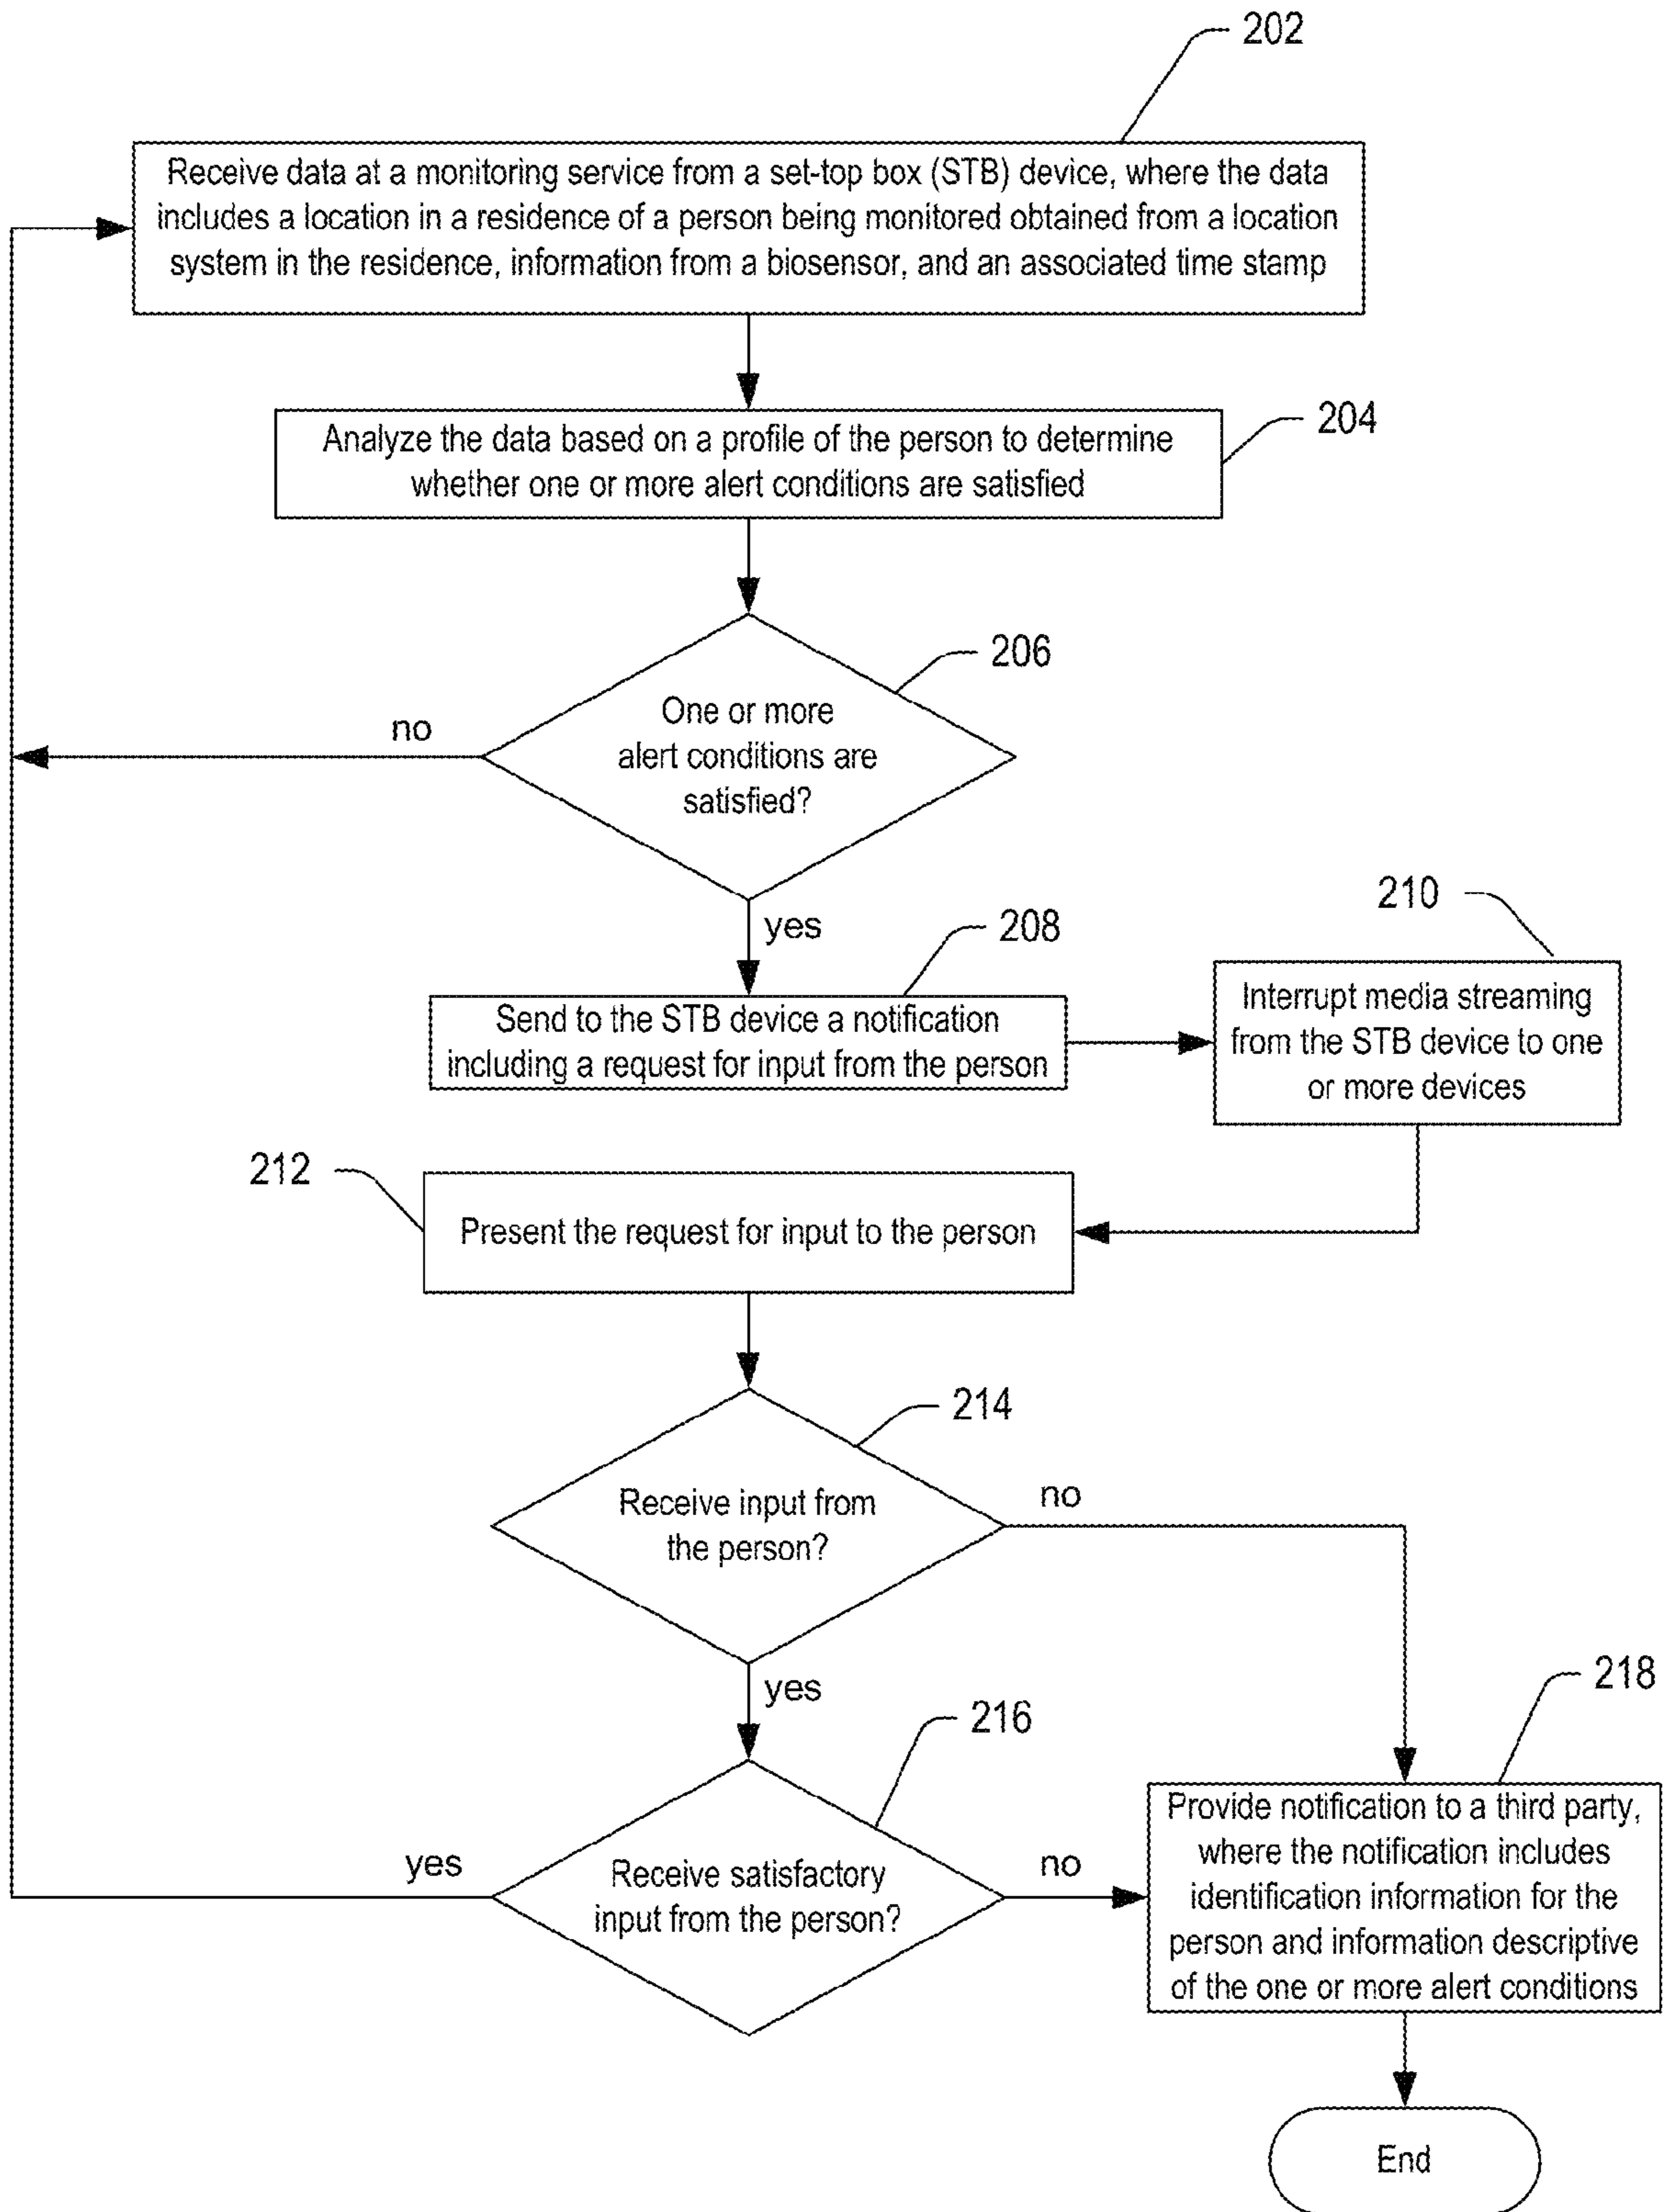 202
Receive data at a monitoring service from a set-top box (STB) device, where the data
includes a location in a residence of a person being monitored obtained from a location
system in the residence, information from a biosensor, and an associated time stamp
204
Analyze the data based on a profile of the person to determine
whether one or more alert conditions are satisfied
206
One or more
alert conditions are
satisfied?
no
yes
208
Send to the STB device a notification
including a request for input from the person
210
Interrupt media streaming
from the STB device to one
or more devices
212
Present the request for input to the person
214
Receive input from
the person?
no
yes
216
Receive satisfactory
input from the person?
yes
no
218
Provide notification to a third party,
where the notification includes
identification information for the
person and information descriptive
of the one or more alert conditions
End